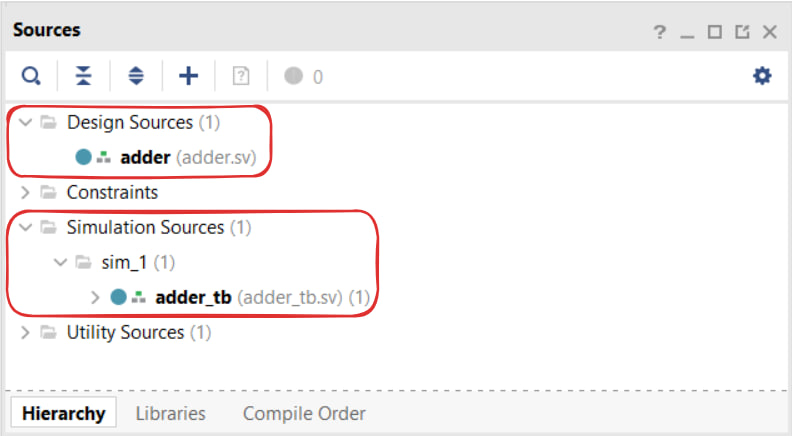 Sources
? 0
Design Sources (1)
adder (adder.sv)
Constraints
Simulation Sources (1)
sim_1 (1)
adder_tb (adder_tb.sv) (1)
Utility Sources (1)
Hierarchy Libraries Compile Order